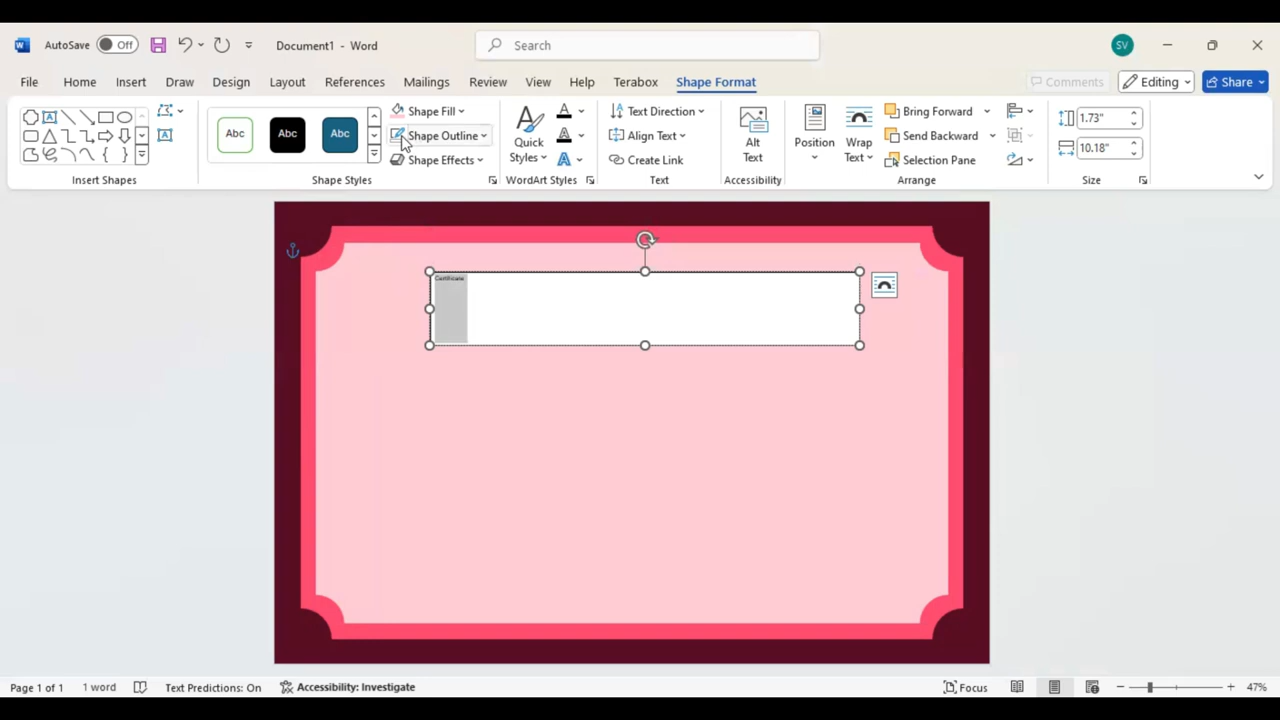 AutoSave Off Document1 - Word Search SV
File Home Insert Draw Design Layout References Mailings Review View Help Terabox Shape Format Comments Editing Share
Abc Abc Abc
Shape Fill
Shape Outline
Shape Effects
Quick
Styles
A
A
A
Text Direction
Align Text
Create Link
Alt
Text
Position
Wrap
Text
Bring Forward
Send Backward
Selection Pane
1.73"
10.18"
Insert Shapes Shape Styles WordArt Styles Text Accessibility Arrange Size
Certificate
Page 1 of 1 1 word Text Predictions: On Accessibility: Investigate Focus 47%